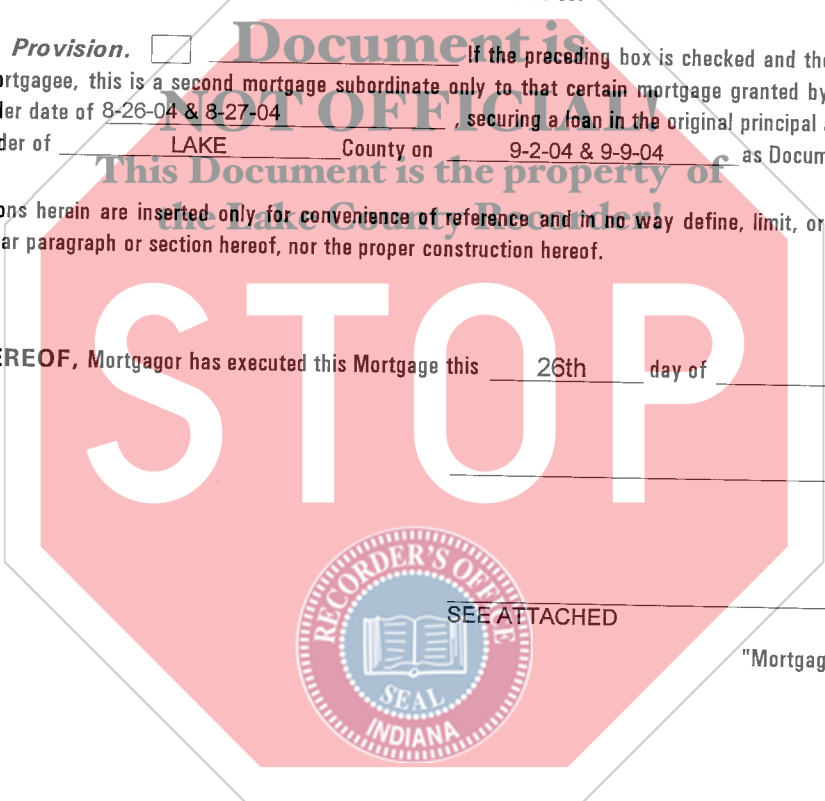 Document is
Provision. If the preceding box is checked and the
rtgagee, this is a second mortgage subordinate only to that certain mortgage granted by
NOT OFFICIAL!
er date of 8-26-04 & 8-27-04 , securing a loan in the original principal
der of LAKE County on 9-2-04 & 9-9-04 as Docum
This Document is the property of
ons herein are inserted only for convenience of reference and in no way define, limit, or
the Lake County Recorder!
ar paragraph or section hereof, nor the proper construction hereof.
STOP
EREOF, Mortgagor has executed this Mortgage this 26th day of
RECORDER'S OFFICE
SEE ATTACHED
"Mortgag
SEAL
INDIANA